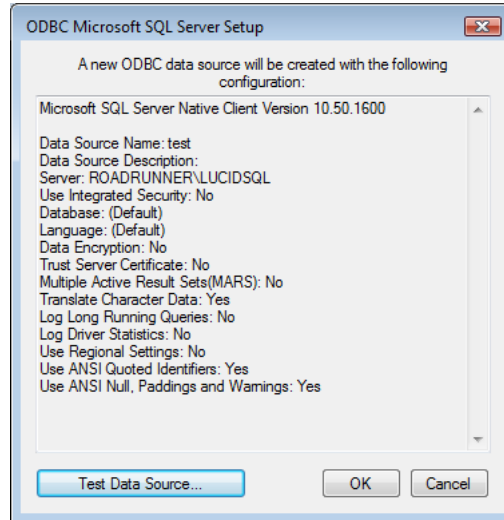 ODBC Microsoft SQL Server Setup
A new ODBC data source will be created with the following
configuration:
Microsoft SQL Server Native Client Version 10.50.1600
Data Source Name: test
Data Source Description:
Server: ROADRUNNER\LUCIDSQL
Use Integrated Security: No
Database: (Default)
Language: (Default)
Data Encryption: No
Trust Server Certificate: No
Multiple Active Result Sets(MARS): No
Translate Character Data: Yes
Log Long Running Queries: No
Log Driver Statistics: No
Use Regional Settings: No
Use ANSI Quoted Identifiers: Yes
Use ANSI Null, Paddings and Warnings: Yes
Test Data Source... OK Cancel